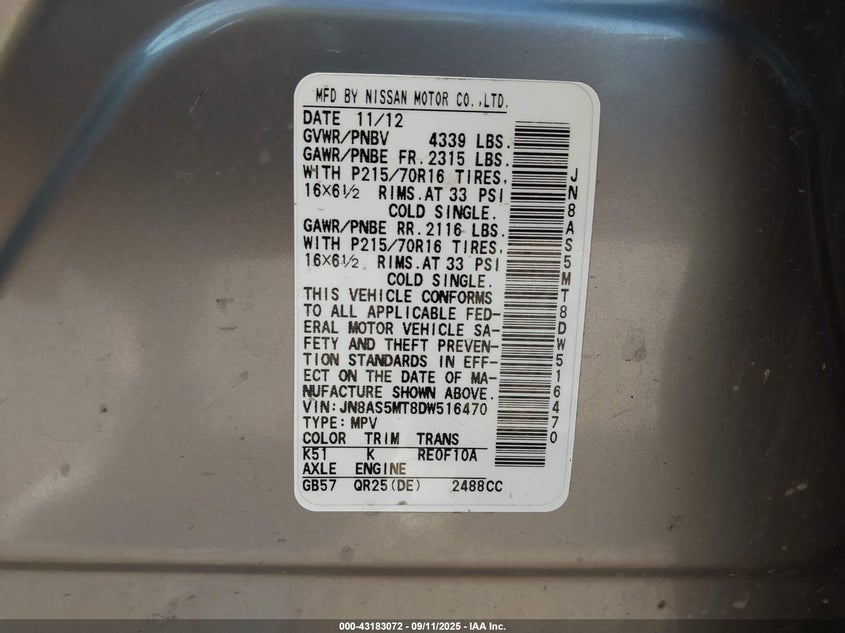 MFD BY NISSAN MOTOR CO.,LTD.
DATE 11/12
GVWR/PNBV 4339 LBS.
GAWR/PNBE FR. 2315 LBS.
WITH P215/70R16 TIRES,
16×6½ RIMS. AT 33 PSI
COLD SINGLE.
GAWR/PNBE RR. 2116 LBS.
WITH P215/70R16 TIRES,
16×6½ RIMS. AT 33 PSI
COLD SINGLE.
THIS VEHICLE CONFORMS
TO ALL APPLICABLE FED-
ERAL MOTOR VEHICLE SA-
FETY AND THEFT PREVEN-
TION STANDARDS IN EFF-
ECT ON THE DATE OF MA-
NUFACTURE SHOWN ABOVE.
VIN: JN8AS5MT8DW516470
TYPE: MPV
COLOR TRIM TRANS
K51 K RE0F10A
AXLE ENGINE
GB57 QR25(DE) 2488CC
JN8AS5MT8DW516470
000-43183072 - 09/11/2025 - IAA Inc.